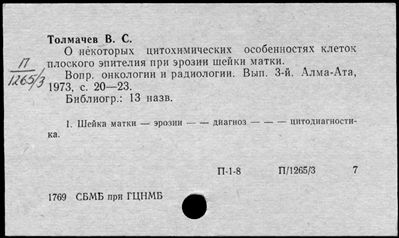 Толмачев В. С.
О некоторых цитохимических особенностях клеток
плоского эпителия при эрозии шейки матки.
П
1265/3
Вопр. онкологии и радиологии. Вып. 3-й. Алма-Ата,
1973, с. 20—23.
Библиогр.: 13 назв.
1. Шейка матки — эрозии — — диагноз — — — цитодиагности-
ка.
П-1-8 П/1265/3 7
1769 СБМБ при ГЦНМБ